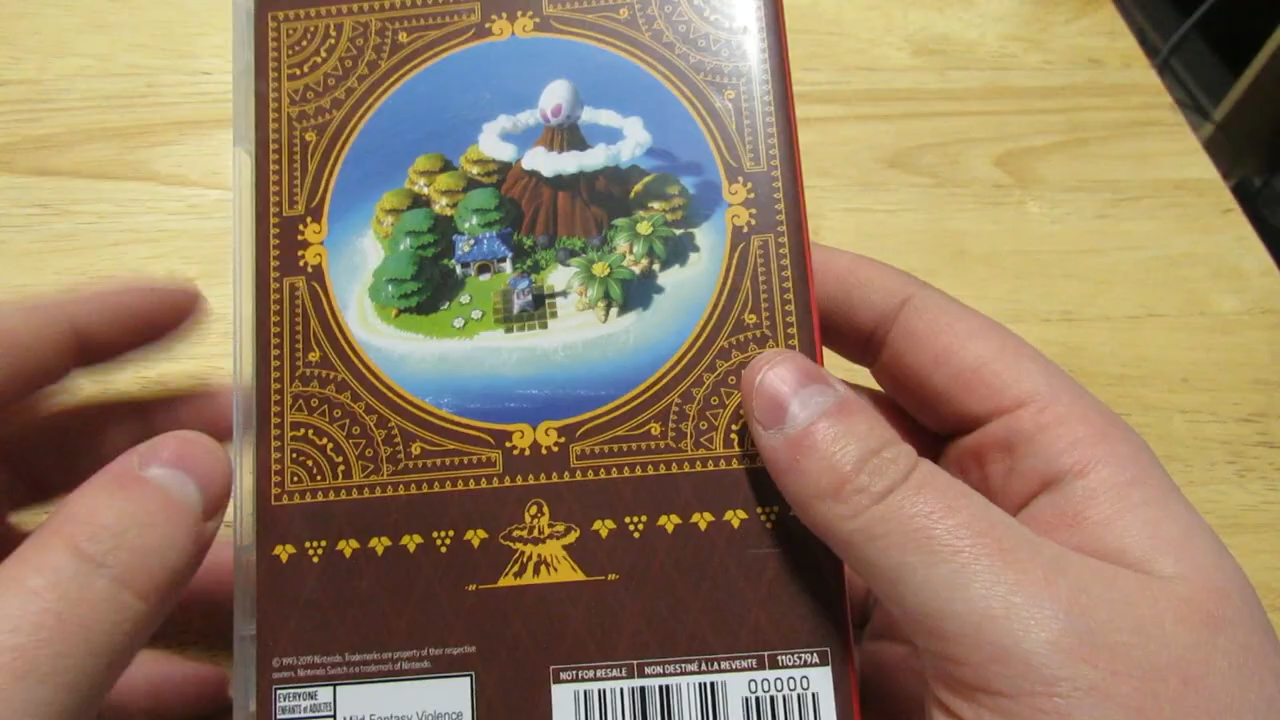 © 1993-2019 Nintendo. Trademarks are property of their respective
owners. Nintendo Switch is a trademark of Nintendo.
EVERYONE
ENFANTS et ADULTES
Mild Fantasy Violence
NOT FOR RESALE NON DESTINÉ À LA REVENTE 110579A
00000